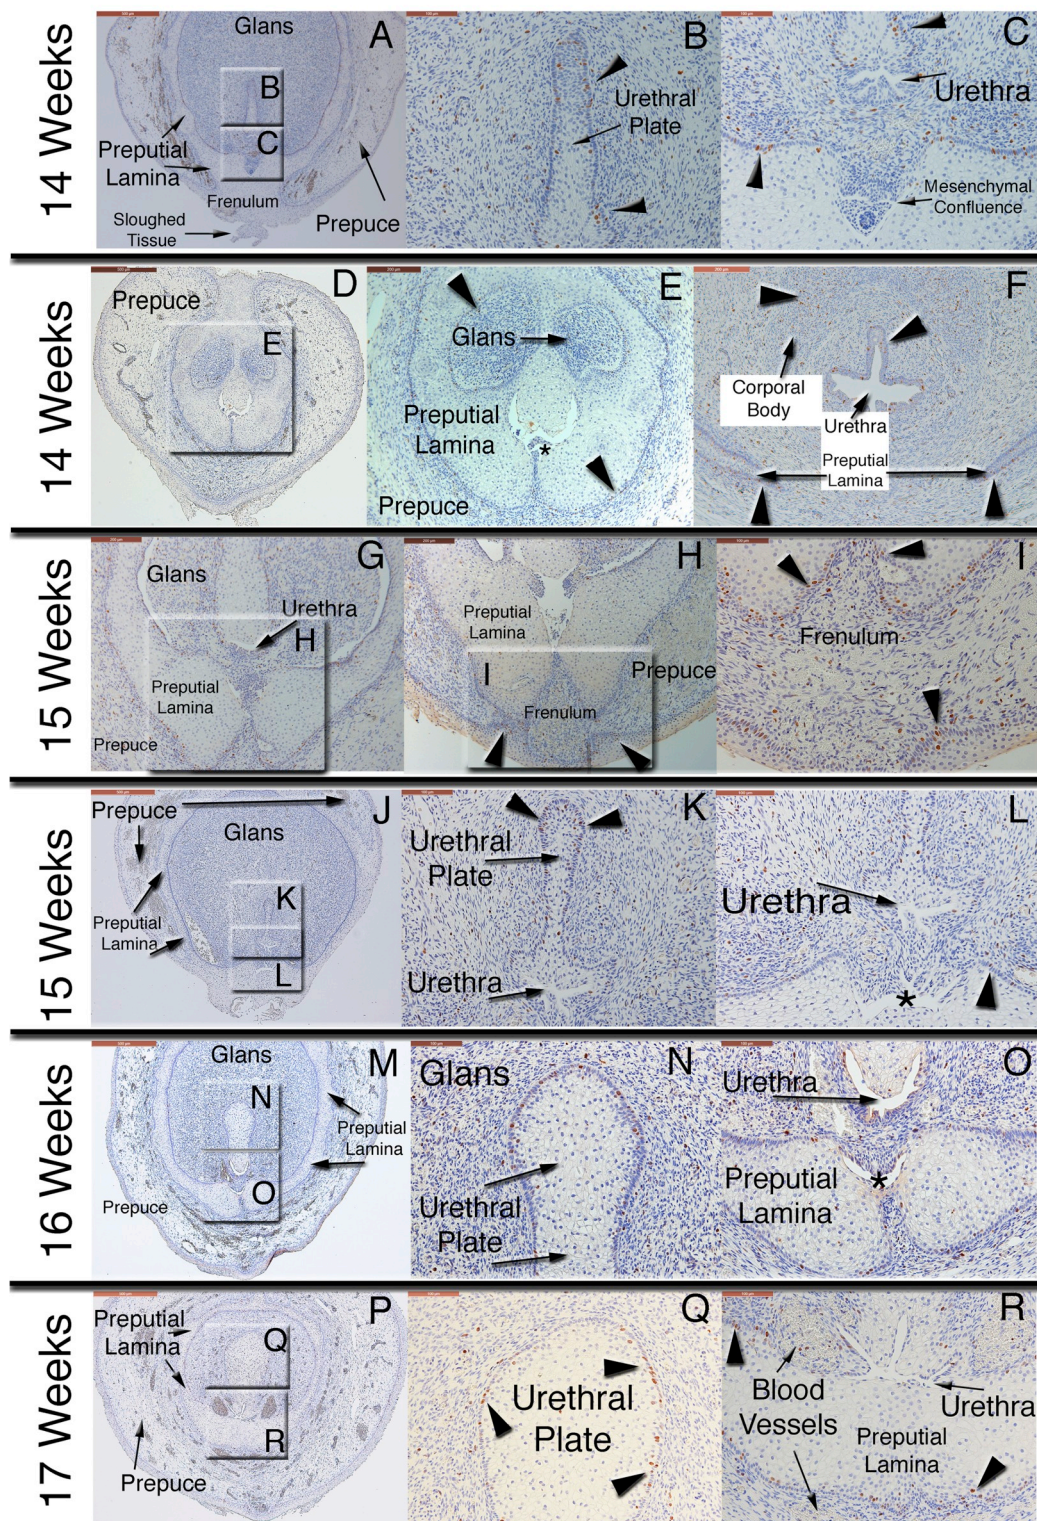 14 Weeks
Glans
A
B
C
Preputial
Lamina
Frenulum
Sloughed
Tissue
Prepuce
B
Urethral
Plate
C
Urethra
Mesenchymal
Confluence
14 Weeks
Prepuce
D
E
E
Glans
Preputial
Lamina
*
Prepuce
F
Corporal
Body
Urethra
Preputial
Lamina
15 Weeks
G
Glans
Urethra
H
Preputial
Lamina
Prepuce
H
Preputial
Lamina
I
Prepuce
Frenulum
I
Frenulum
15 Weeks
Prepuce
J
Glans
K
Preputial
Lamina
L
K
Urethral
Plate
Urethra
L
Urethra
*
16 Weeks
Glans
M
N
Preputial
Lamina
O
Prepuce
Glans
N
Urethral
Plate
Urethra
O
*
Preputial
Lamina
17 Weeks
Preputial
Lamina
P
Q
R
Prepuce
Q
Urethral
Plate
R
Blood
Vessels
Urethra
Preputial
Lamina